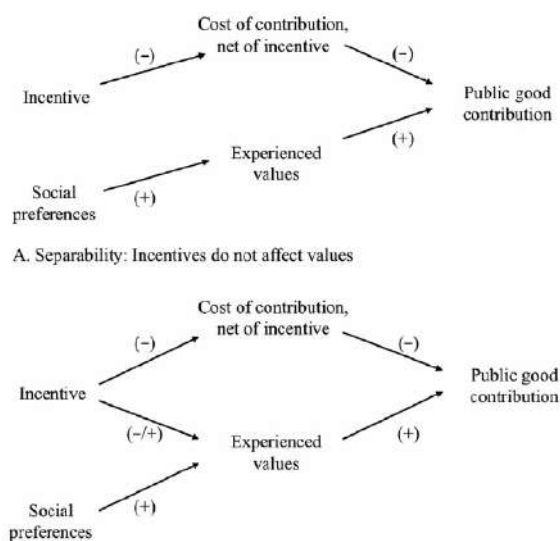 Cost of contribution,
net of incentive
(−)
(−)
Incentive
Public good
contribution
Experienced
values
(+)
Social
preferences
(+)
A. Separability: Incentives do not affect values
Cost of contribution,
net of incentive
(−)
(−)
Incentive
Public good
contribution
(−/+)
Experienced
values
(+)
Social
preferences
(+)